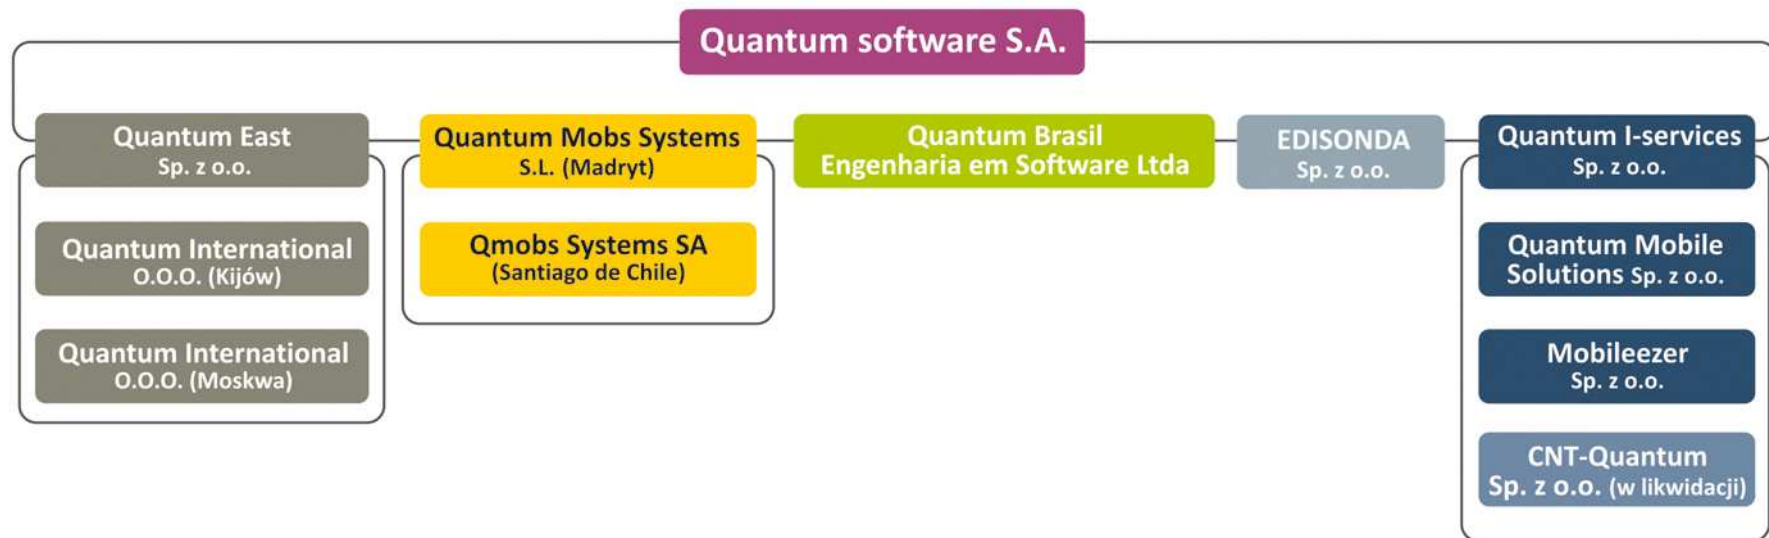 Quantum software S.A.
Quantum East
Sp. z o.o.
Quantum International
O.O.O. (Kijów)
Quantum International
O.O.O. (Moskwa)
Quantum Mobs Systems
S.L. (Madryt)
Qmobs Systems SA
(Santiago de Chile)
Quantum Brasil
Engenharia em Software Ltda
EDISONDA
Sp. z o.o.
Quantum I-services
Sp. z o.o.
Quantum Mobile
Solutions Sp. z o.o.
Mobileezer
Sp. z o.o.
CNT-Quantum
Sp. z o.o. (w likwidacji)